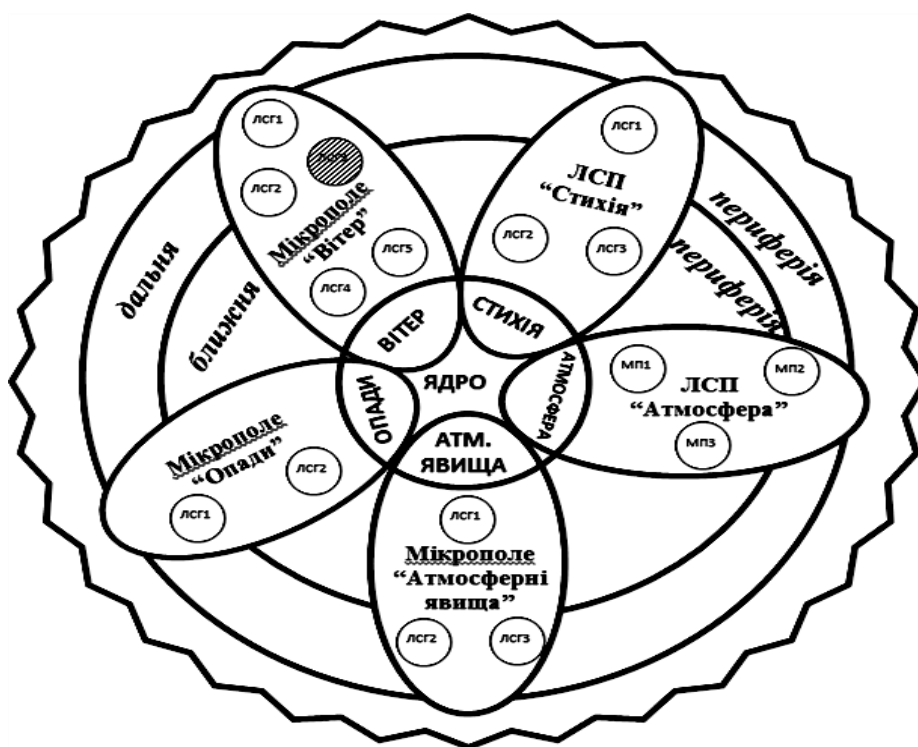 ЛСГ1
ЛСГ2
Мікрополе
“Вітер”
ЛСГ5
ЛСГ4
ЛСГ1
ЛСП
“Стихія”
ЛСГ2
ЛСГ3
дальня
ближня
периферія
периферія
ВІТЕР
СТИХІЯ
ОПАДИ
ЯДРО
АТМОСФЕРА
АТМ.
ЯВИЩА
МП1
МП2
ЛСП
“Атмосфера”
МП3
Мікрополе
“Опади”
ЛСГ2
ЛСГ1
ЛСГ1
Мікрополе
“Атмосферні
явища”
ЛСГ2
ЛСГ3